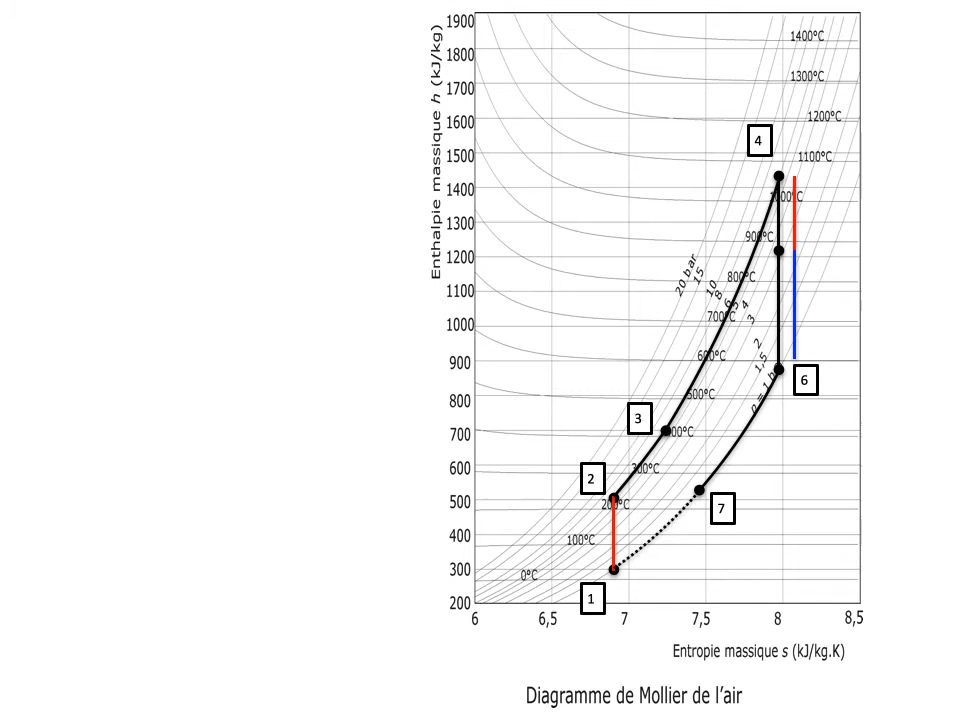 Enthalpie massique h (kJ/kg)
1900
1800
1700
1600
1500
1400
1300
1200
1100
1000
900
800
700
600
500
400
300
200
1400°C
1300°C
1200°C
1100°C
1000°C
900°C
800°C
700°C
600°C
500°C
300°C
200°C
100°C
0°C
20 bar
15
10
8
6
5
4
3
2
1,5
4
3
2
6
7
1
6
6,5
7
7,5
8
8,5
Entropie massique s (kJ/kg.K)
Diagramme de Mollier de l'air